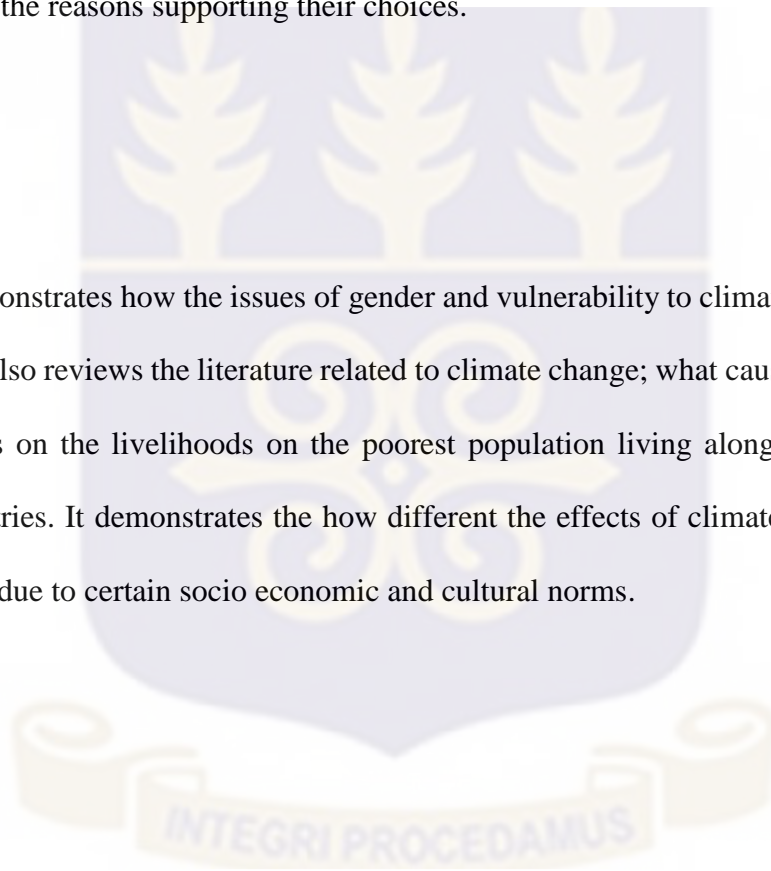 the reasons supporting their choices.
onstrates how the issues of gender and vulnerability to clima
lso reviews the literature related to climate change; what cau
s on the livelihoods on the poorest population living along
tries. It demonstrates the how different the effects of climate
due to certain socio economic and cultural norms.
INTEGRI PROCEDAMUS